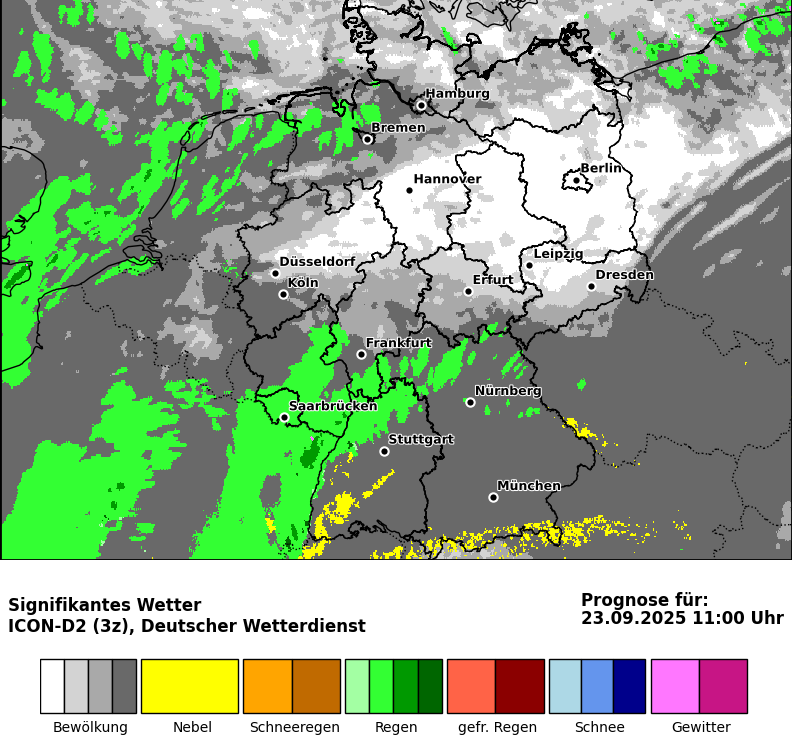 Hamburg
Bremen
Hannover
Berlin
Düsseldorf
Köln
Leipzig
Erfurt
Dresden
Frankfurt
Nürnberg
Saarbrücken
Stuttgart
München
Signifikantes Wetter
ICON-D2 (3z), Deutscher Wetterdienst
Prognose für:
23.09.2025 11:00 Uhr
Bewölkung
Nebel
Schneeregen
Regen
gefr. Regen
Schnee
Gewitter